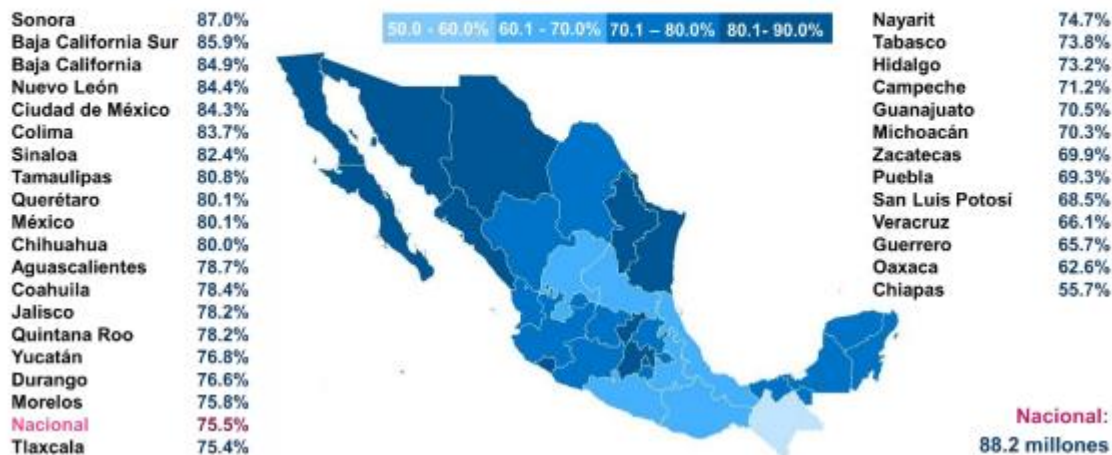 Sonora 87.0%
Baja California Sur 85.9%
Baja California 84.9%
Nuevo León 84.4%
Ciudad de México 84.3%
Colima 83.7%
Sinaloa 82.4%
Tamaulipas 80.8%
Querétaro 80.1%
México 80.1%
Chihuahua 80.0%
Aguascalientes 78.7%
Coahuila 78.4%
Jalisco 78.2%
Quintana Roo 78.2%
Yucatán 76.8%
Durango 76.6%
Morelos 75.8%
Nacional 75.5%
Tlaxcala 75.4%
50.0 - 60.0% 60.1 - 70.0% 70.1 – 80.0% 80.1- 90.0%
Nayarit 74.7%
Tabasco 73.8%
Hidalgo 73.2%
Campeche 71.2%
Guanajuato 70.5%
Michoacán 70.3%
Zacatecas 69.9%
Puebla 69.3%
San Luis Potosí 68.5%
Veracruz 66.1%
Guerrero 65.7%
Oaxaca 62.6%
Chiapas 55.7%
Nacional:
88.2 millones